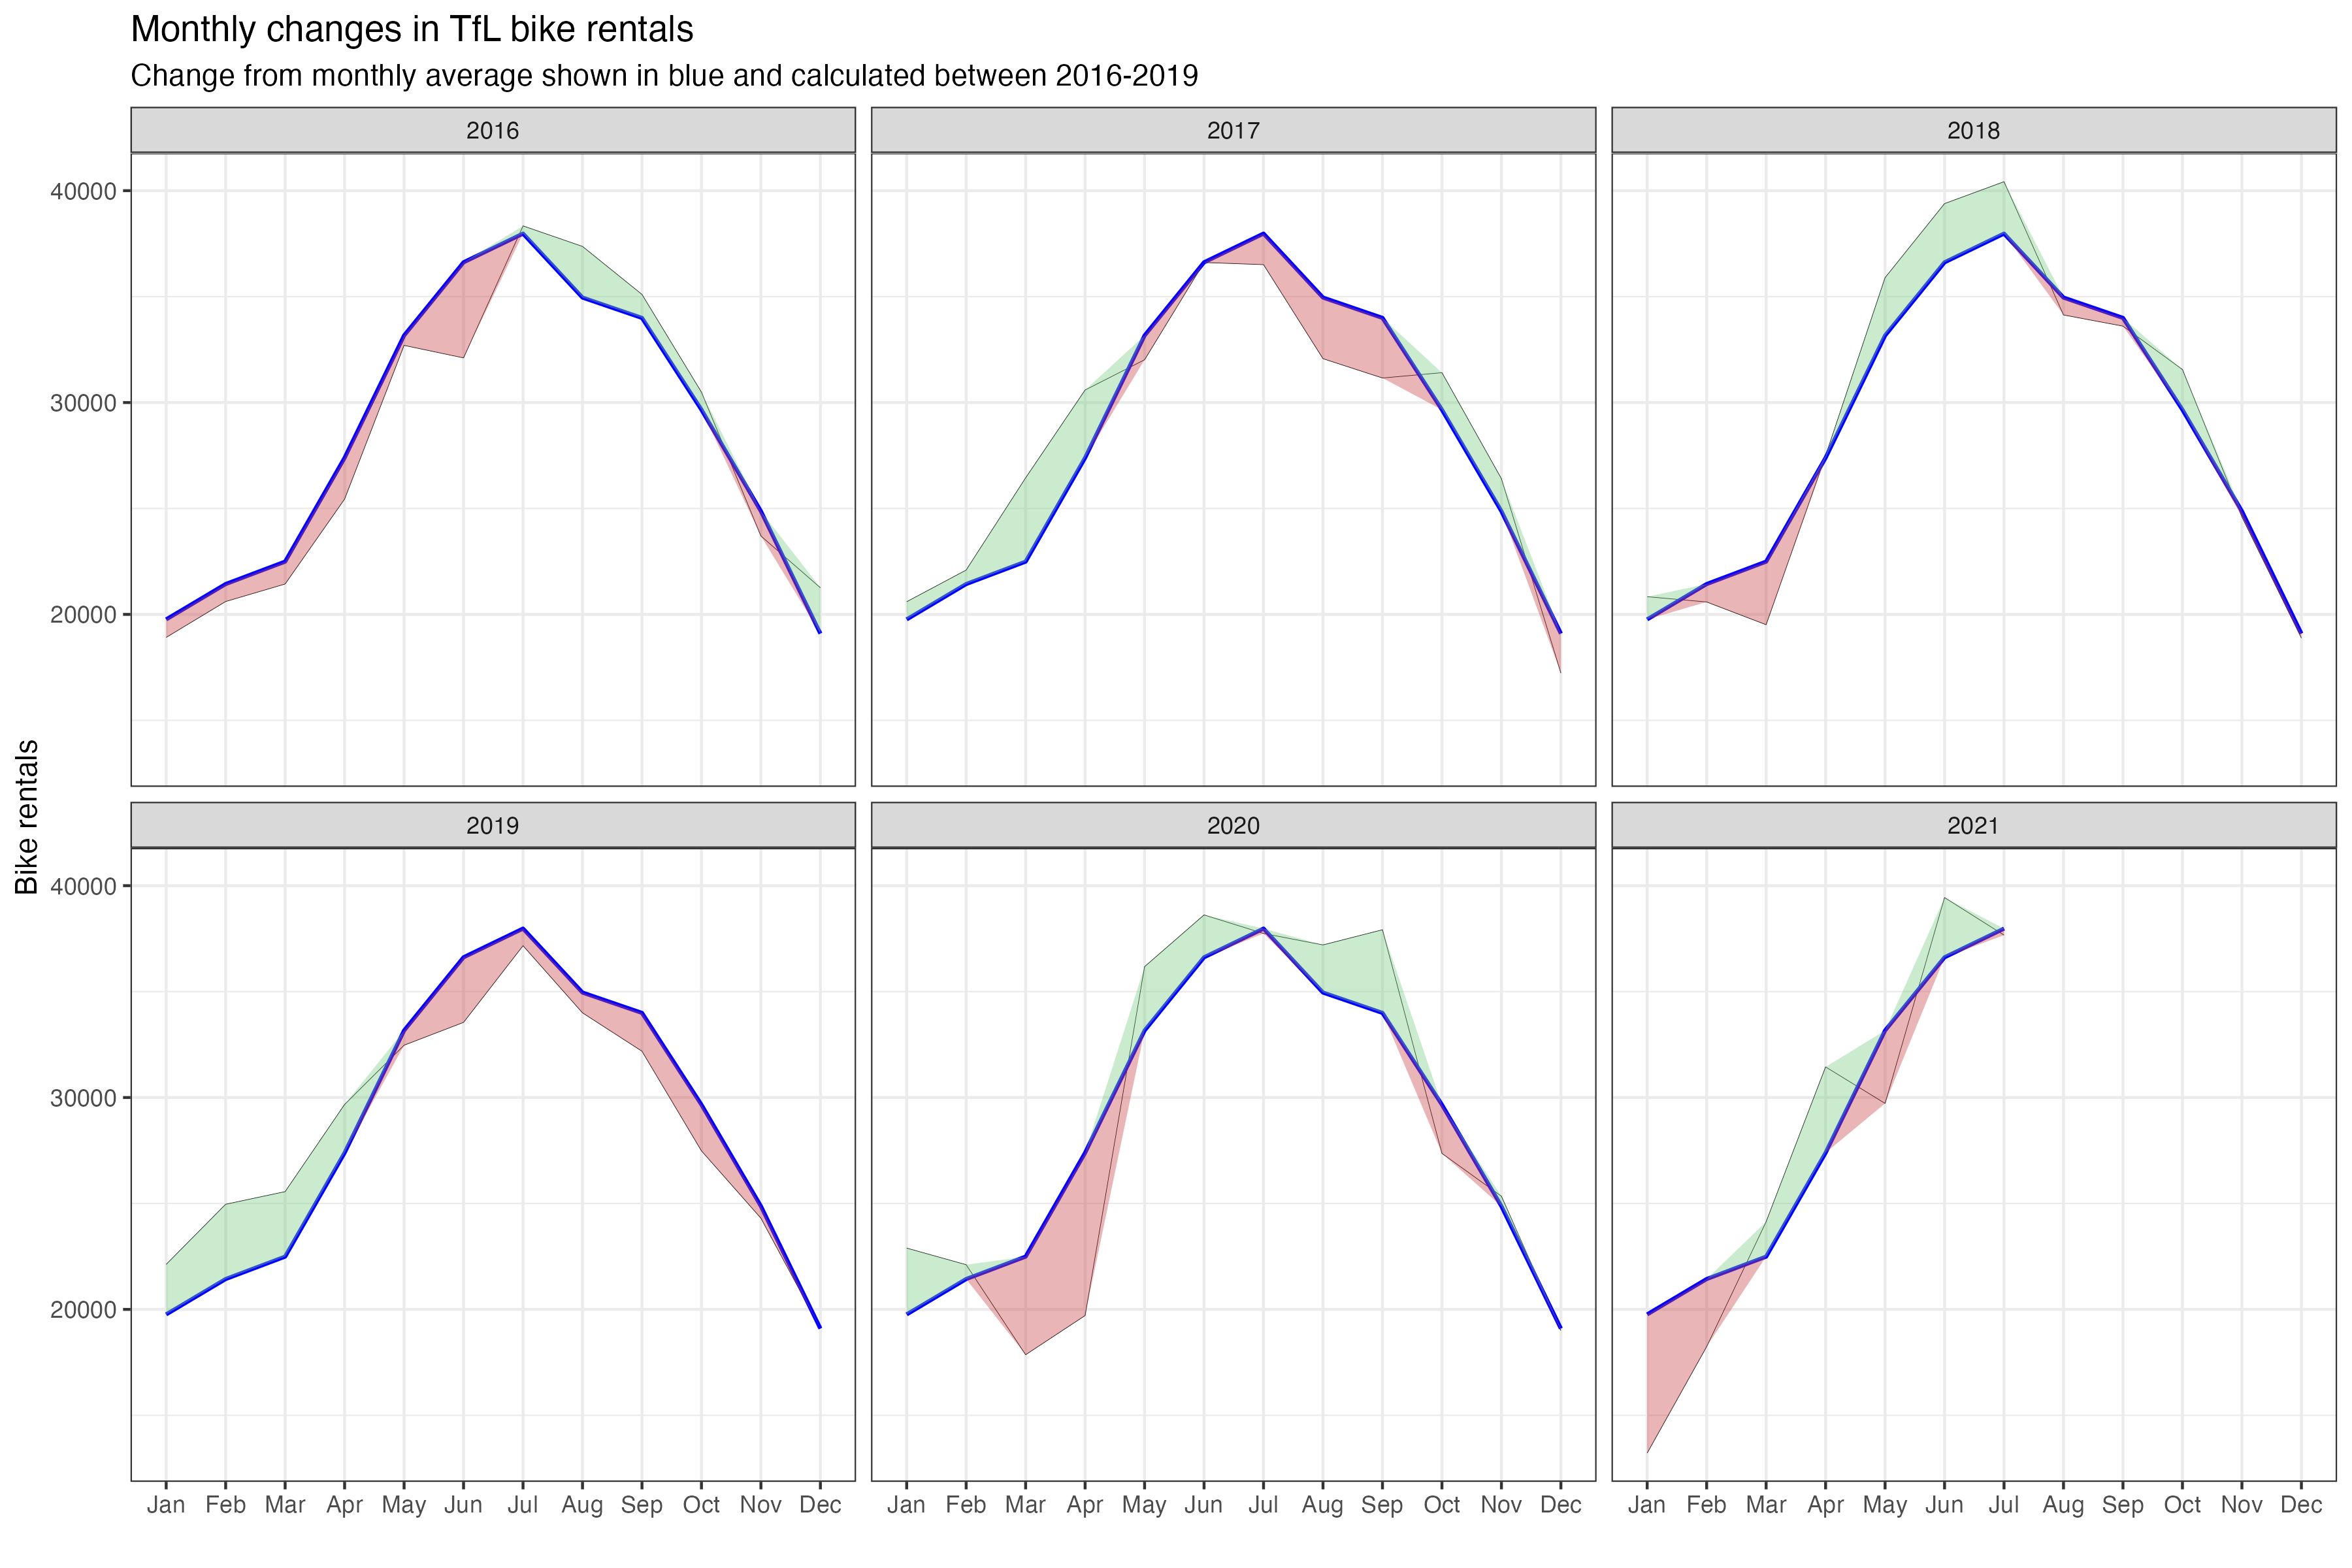 Monthly changes in TfL bike rentals
Change from monthly average shown in blue and calculated between 2016-2019
2016 2017 2018
40000
30000
20000
Bike rentals
2019 2020 2021
40000
30000
20000
Jan Feb Mar Apr May Jun Jul Aug Sep Oct Nov Dec Jan Feb Mar Apr May Jun Jul Aug Sep Oct Nov Dec Jan Feb Mar Apr May Jun Jul Aug Sep Oct Nov Dec